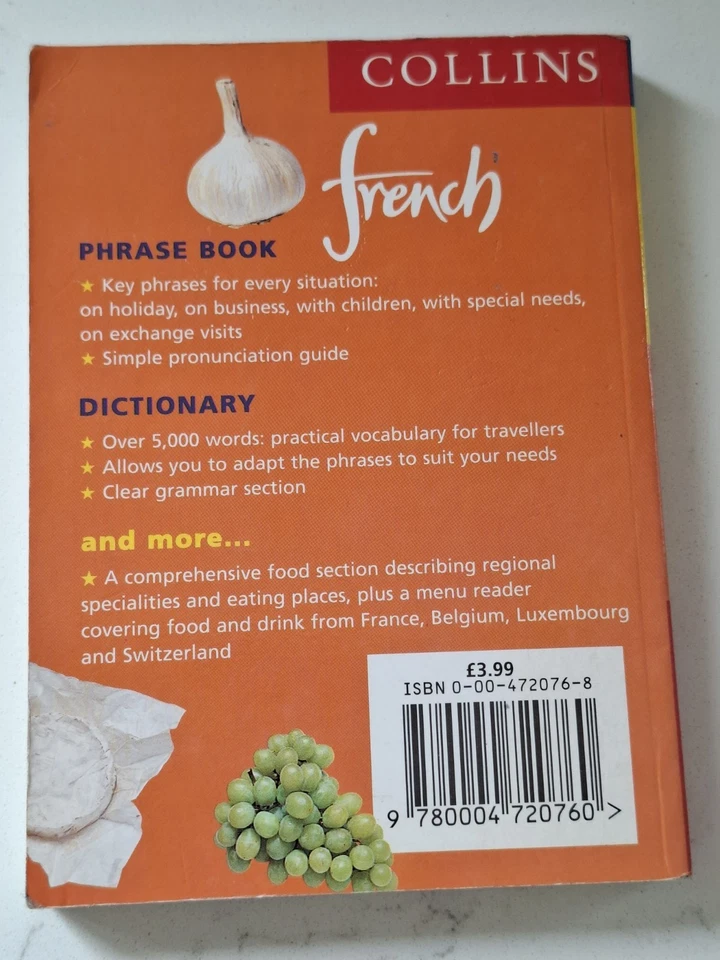 COLLINS
french
PHRASE BOOK
★ Key phrases for every situation:
on holiday, on business, with children, with special needs,
on exchange visits
★ Simple pronunciation guide
DICTIONARY
★ Over 5,000 words: practical vocabulary for travellers
★ Allows you to adapt the phrases to suit your needs
★ Clear grammar section
and more...
★ A comprehensive food section describing regional
specialities and eating places, plus a menu reader
covering food and drink from France, Belgium, Luxembourg
and Switzerland
£3.99
ISBN 0-00-472076-8
9 780004 720760 >